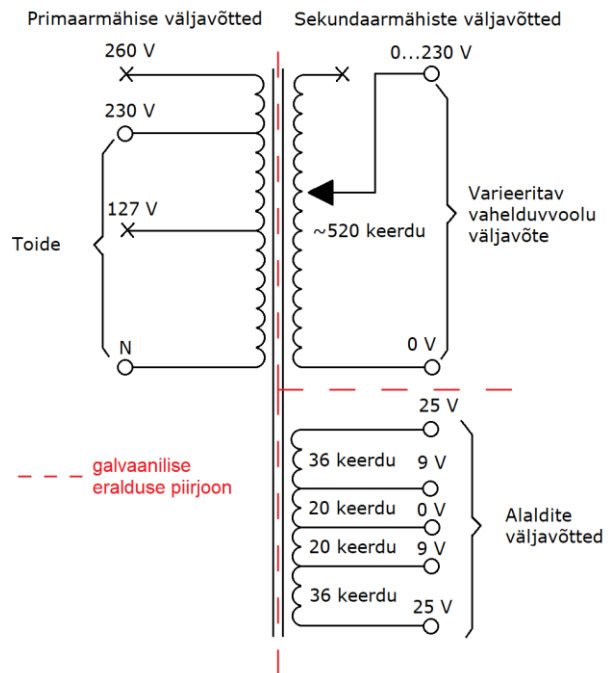 Primaarmähise väljavõtted
Sekundaarmähiste väljavõtted
260 V
230 V
127 V
Toide
N
0...230 V
~520 keerdu
Varieeritav
vahelduvvoolu
väljavõte
0 V
galvaanilise
eralduse piirjoon
25 V
36 keerdu
9 V
20 keerdu
0 V
20 keerdu
9 V
36 keerdu
25 V
Alaldite
väljavõtted